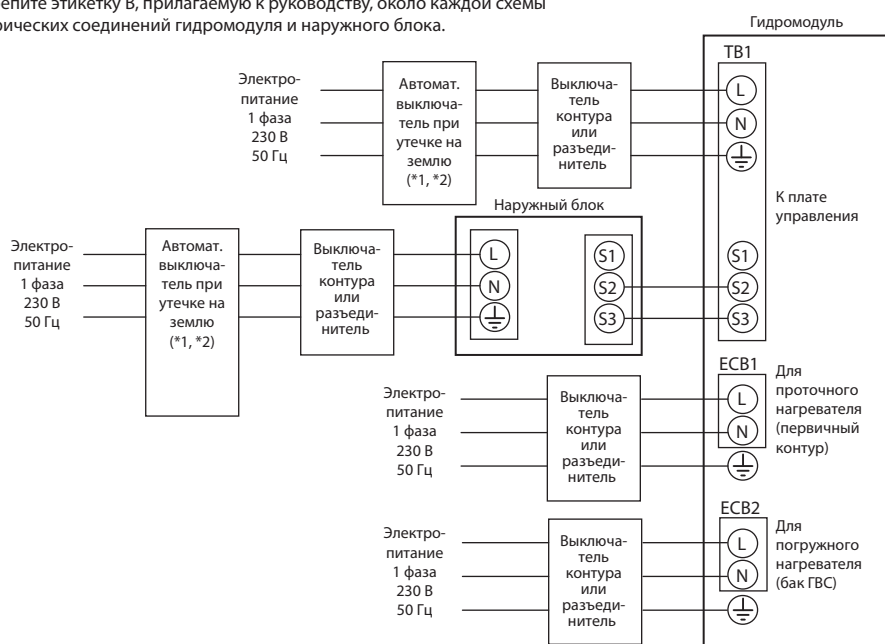 репите этикетку B, прилагаемую к руководству, около каждой схемы
рических соединений гидромодуля и наружного блока.
Гидромодуль
TB1
Электро-
питание
1 фаза
230 В
50 Гц
Автомат.
выключа-
тель при
утечке на
землю
(*1, *2)
Выключа-
тель
контура
или
разъеди-
нитель
L
N
К плате
управления
Наружный блок
Электро-
питание
1 фаза
230 В
50 Гц
Автомат.
выключа-
тель при
утечке на
землю
(*1, *2)
Выключа-
тель
контура
или
разъеди-
нитель
L
N
S1
S2
S3
S1
S2
S3
ECB1
Электро-
питание
1 фаза
230 В
50 Гц
Выключа-
тель
контура
или
разъеди-
нитель
L
N
Для
проточного
нагревателя
(первичный
контур)
ECB2
Электро-
питание
1 фаза
230 В
50 Гц
Выключа-
тель
контура
или
разъеди-
нитель
L
N
Для
погружного
нагревателя
(бак ГВС)